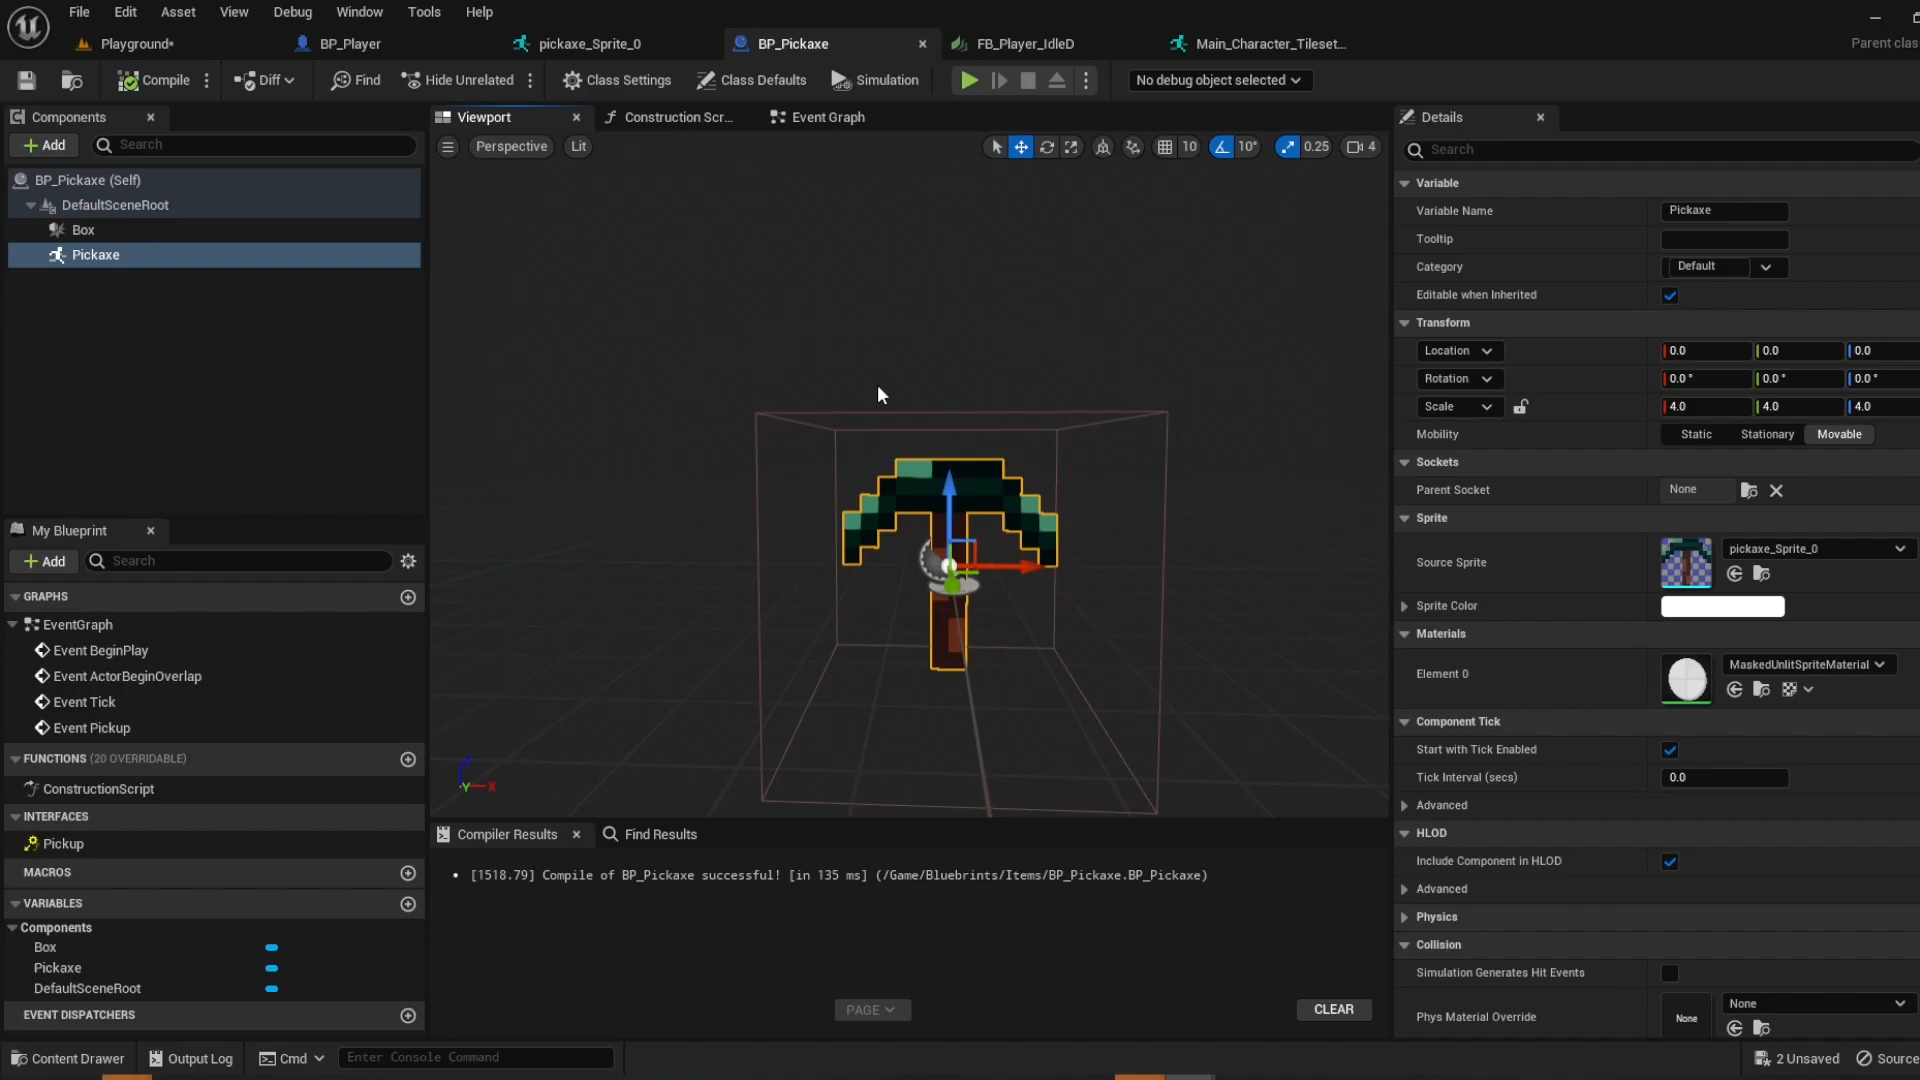 File Edit Asset View Debug Window Tools Help
Playground* BP_Player pickaxe_Sprite_0 BP_Pickaxe FB_Player_IdleD Main_Character_Tileset...
Parent clas
Compile Diff Find Hide Unrelated Class Settings Class Defaults Simulation No debug object selected
Components
Add Search
BP_Pickaxe (Self)
DefaultSceneRoot
Box
Pickaxe
My Blueprint
Add Search
GRAPHS
EventGraph
Event BeginPlay
Event ActorBeginOverlap
Event Tick
Event Pickup
FUNCTIONS (20 OVERRIDABLE)
ConstructionScript
INTERFACES
Pickup
MACROS
VARIABLES
Components
Box
Pickaxe
DefaultSceneRoot
EVENT DISPATCHERS
Viewport Construction Scr... Event Graph
Perspective Lit 10 10° 0.25 4
Z
Y X
Compiler Results Find Results
• [1518.79] Compile of BP_Pickaxe successful! [in 135 ms] (/Game/Bluebrints/Items/BP_Pickaxe.BP_Pickaxe)
PAGE CLEAR
Details
Search
Variable
Variable Name Pickaxe
Tooltip
Category Default
Editable when Inherited
Transform
Location 0.0 0.0 0.0
Rotation 0.0 ° 0.0 ° 0.0 °
Scale 4.0 4.0 4.0
Mobility Static Stationary Movable
Sockets
Parent Socket None
Sprite
Source Sprite pickaxe_Sprite_0
Sprite Color
Materials
Element 0 MaskedUnlitSpriteMaterial
Component Tick
Start with Tick Enabled
Tick Interval (secs) 0.0
Advanced
HLOD
Include Component in HLOD
Advanced
Physics
Collision
Simulation Generates Hit Events
Phys Material Override None None
Content Drawer Output Log Cmd Enter Console Command 2 Unsaved Source